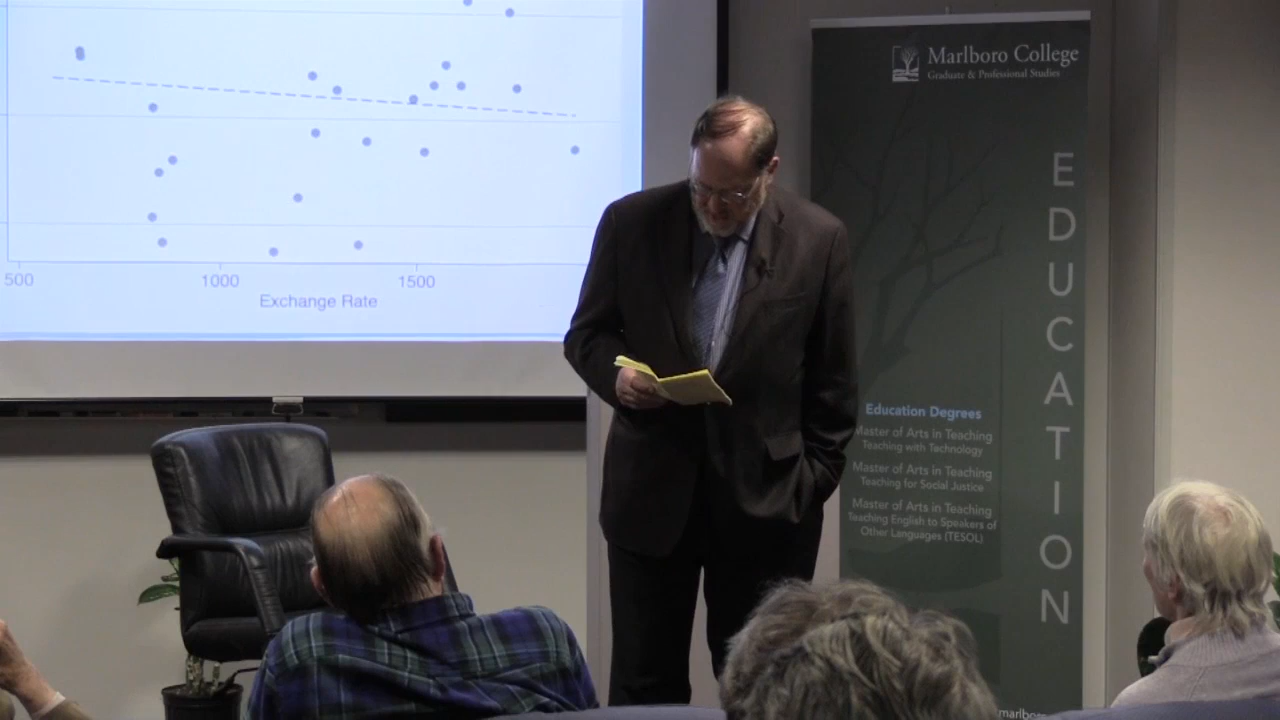 500
1000
1500
Exchange Rate
Marlboro College
Graduate & Professional Studies
EDUCATION
Education Degrees
Master of Arts in Teaching
Teaching with Technology
Master of Arts in Teaching
Teaching for Social Justice
Master of Arts in Teaching
Teaching English to Speakers of
Other Languages (TESOL)